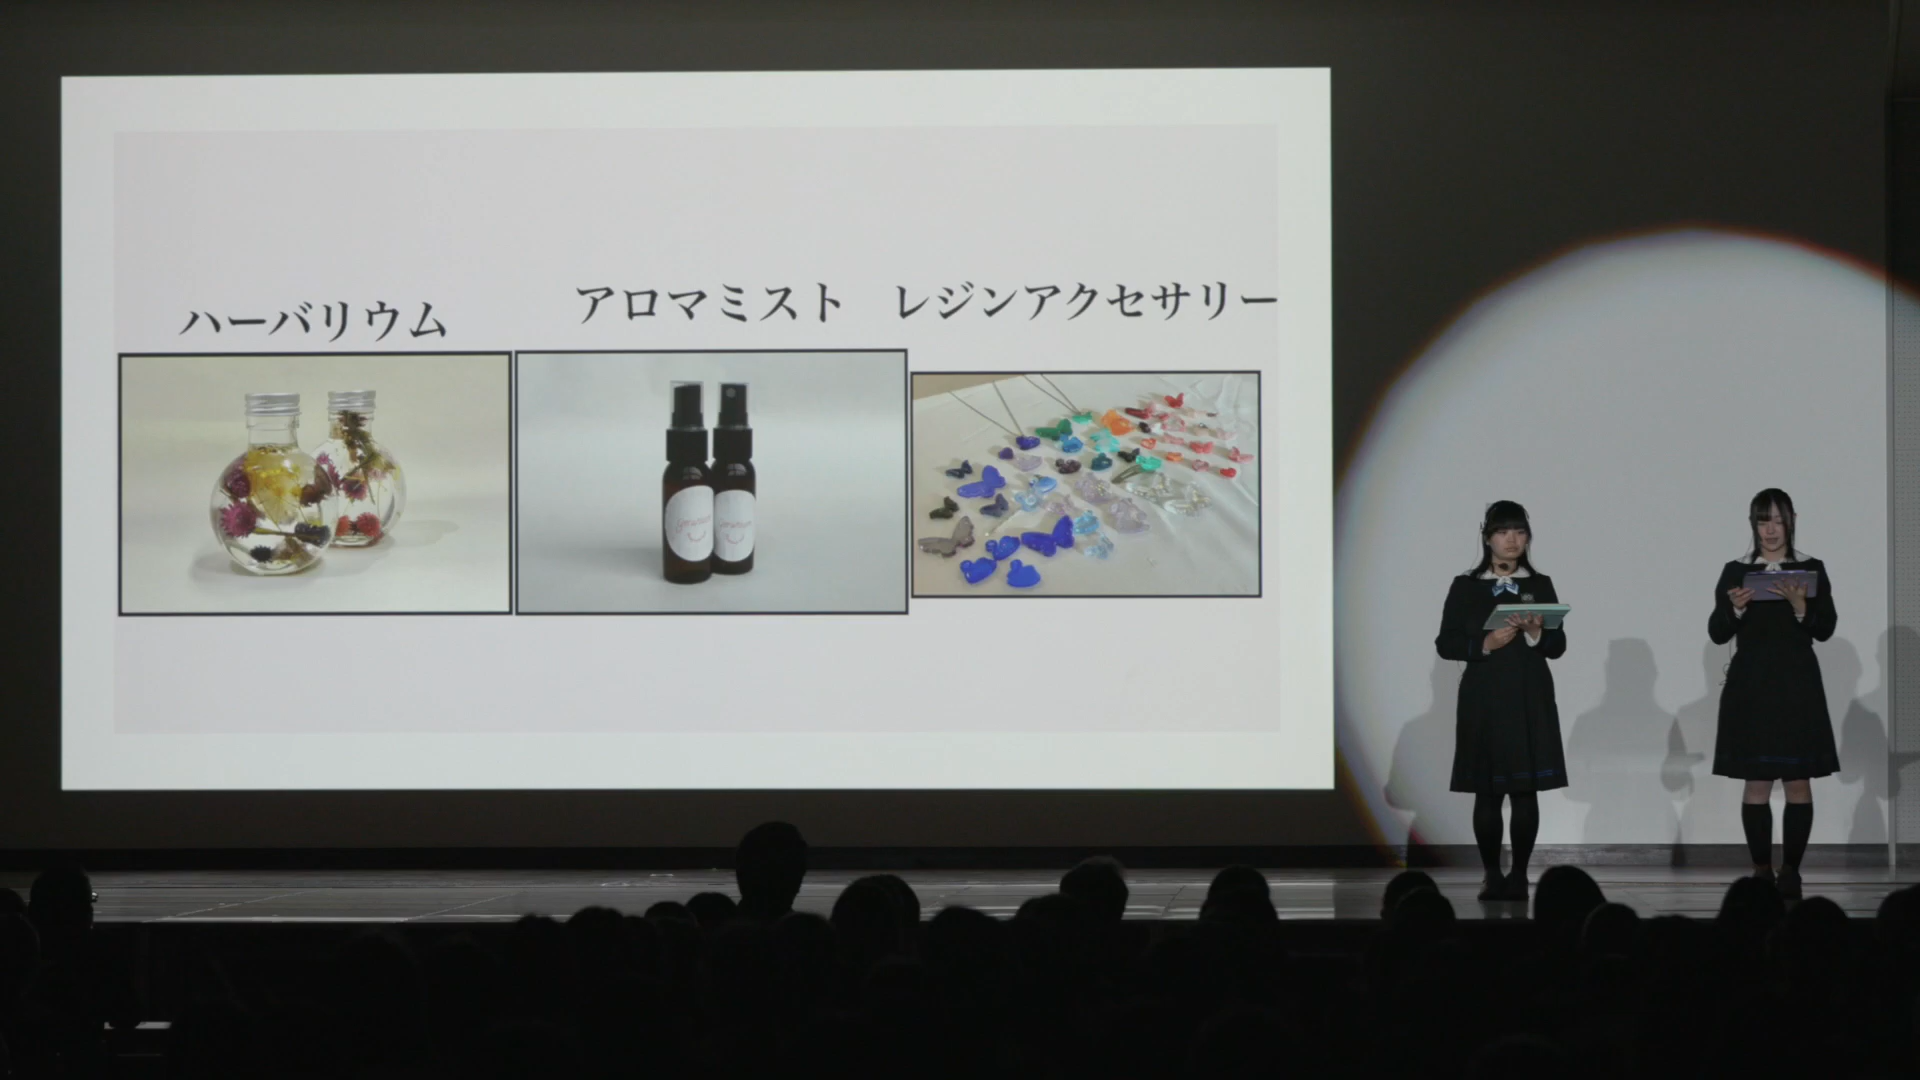 ハーバリウム
アロマミスト
レジンアクセサリー